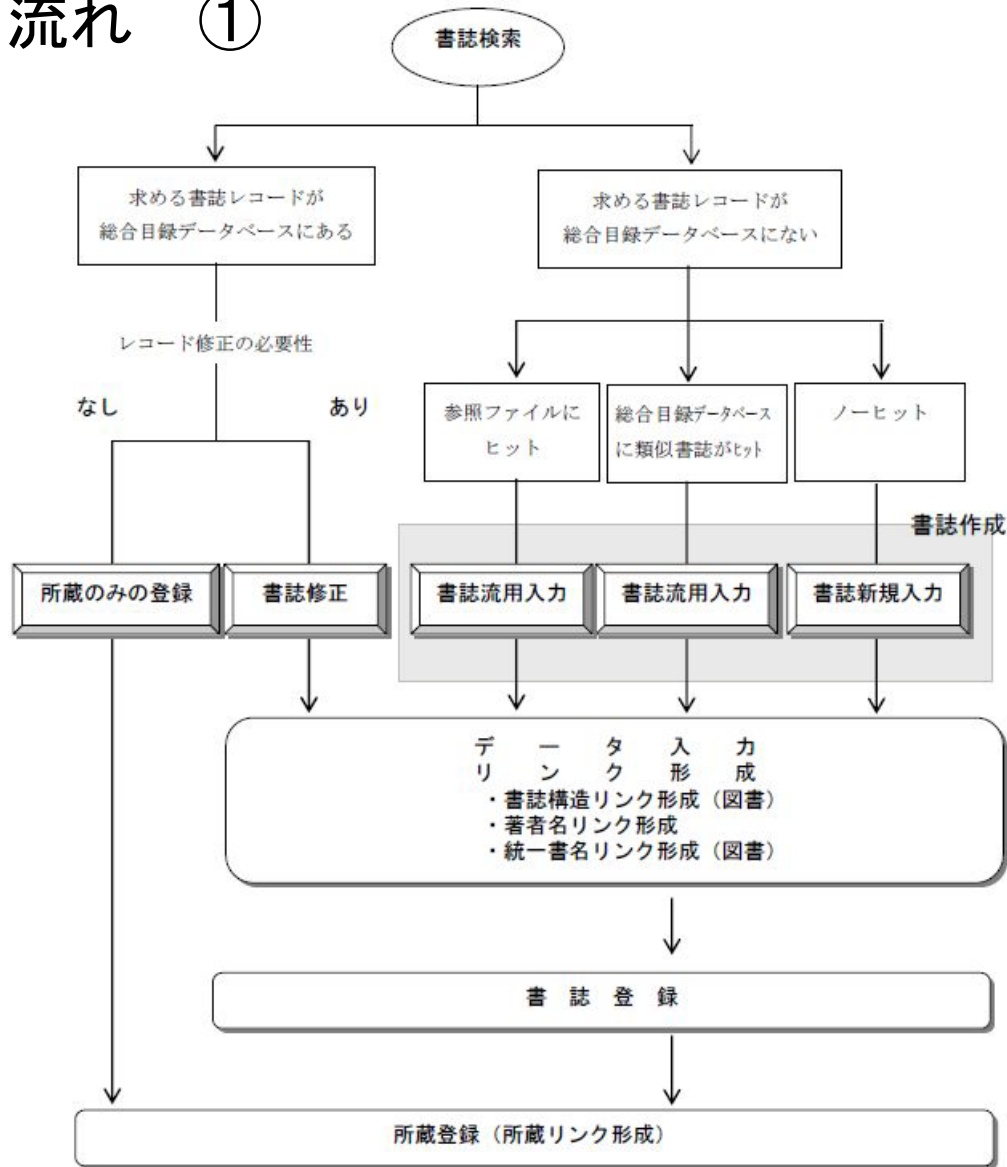 流れ ①
書誌検索
求める書誌レコードが
総合目録データベースにある
求める書誌レコードが
総合目録データベースにない
レコード修正の必要性
なし
あり
参照ファイルに
ヒット
総合目録データベース
に類似書誌がヒット
ノーヒット
書誌作成
所蔵のみの登録
書誌修正
書誌流用入力
書誌流用入力
書誌新規入力
データ入力
リンク形成
・書誌構造リンク形成(図書)
・著者名リンク形成
・統一書名リンク形成(図書)
書誌登録
所蔵登録(所蔵リンク形成)